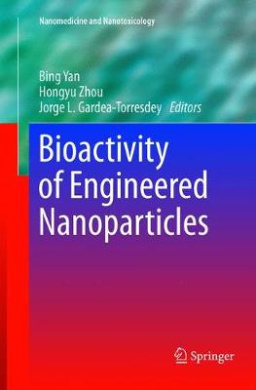 Nanomedicine and Nanotoxicology
Bing Yan
Hongyu Zhou
Jorge L. Gardea-Torresdey Editors
Bioactivity
of Engineered
Nanoparticles
Springer